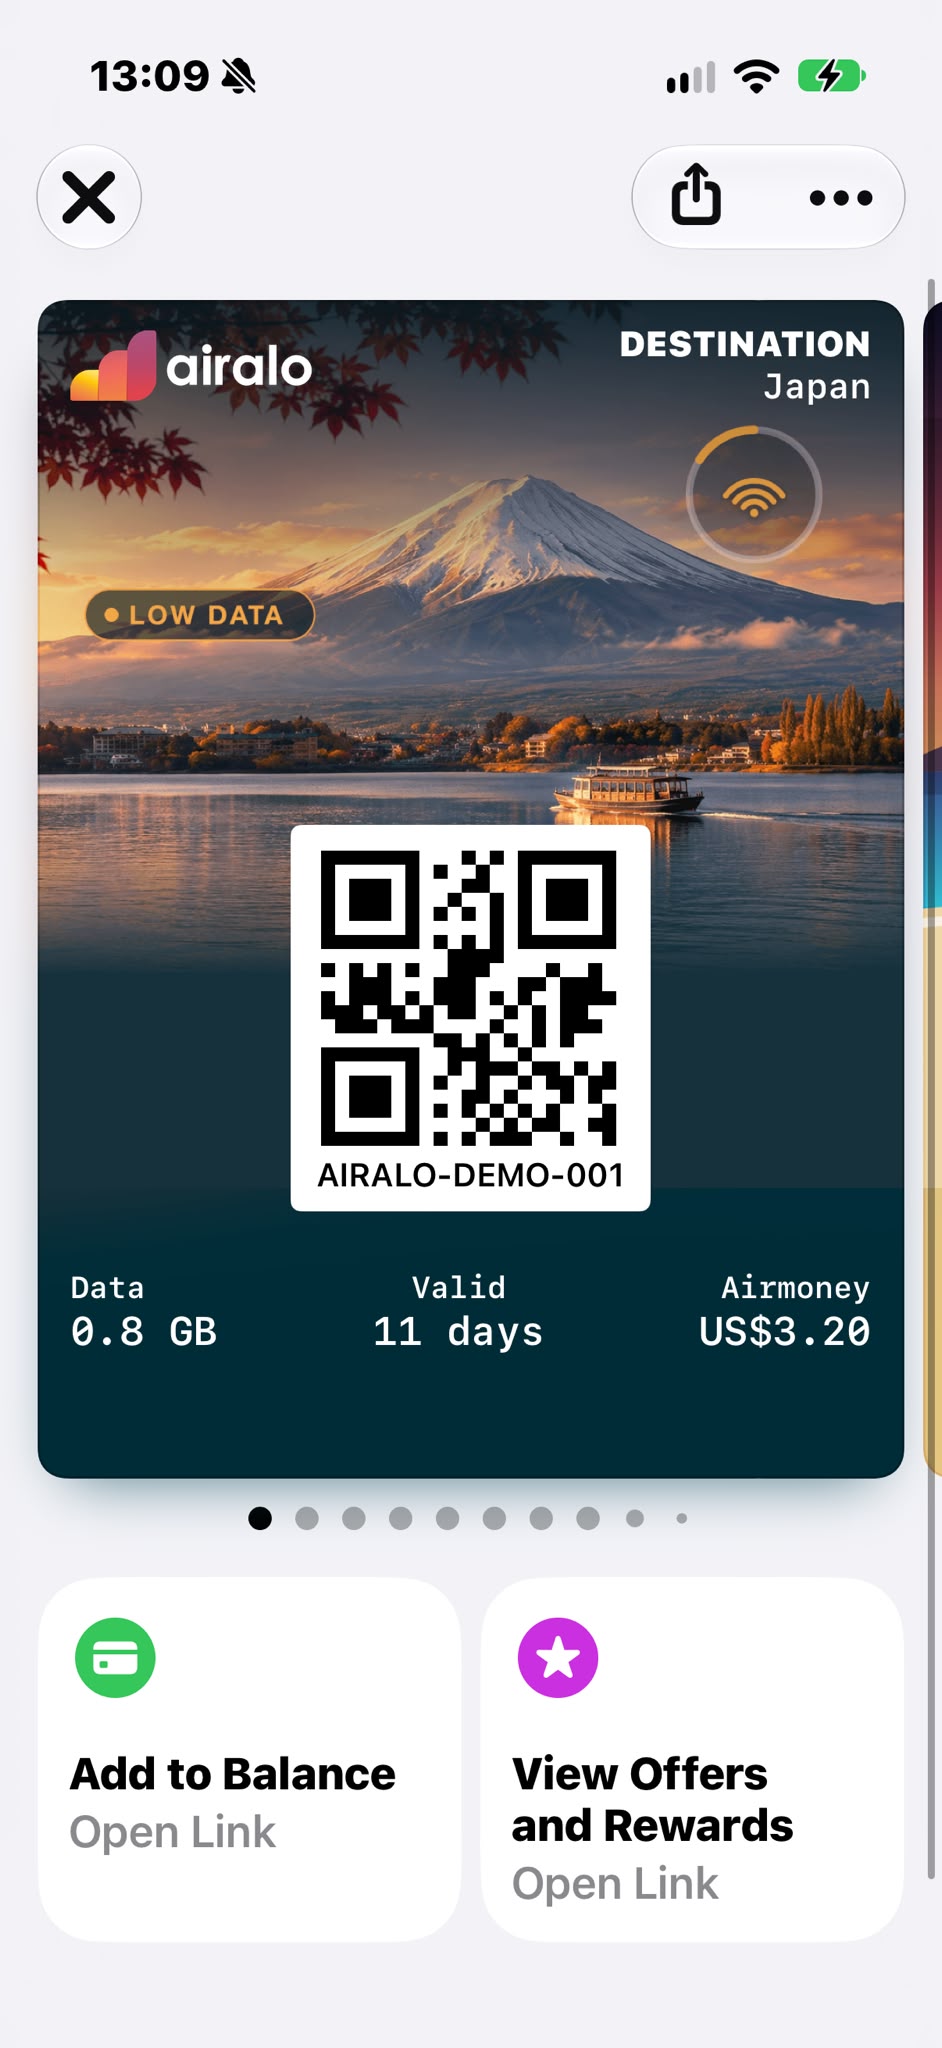 13:09
airalo
DESTINATION
Japan
LOW DATA
AIRALO-DEMO-001
Data
0.8 GB
Valid
11 days
Airmoney
US$3.20
Add to Balance
Open Link
View Offers
and Rewards
Open Link